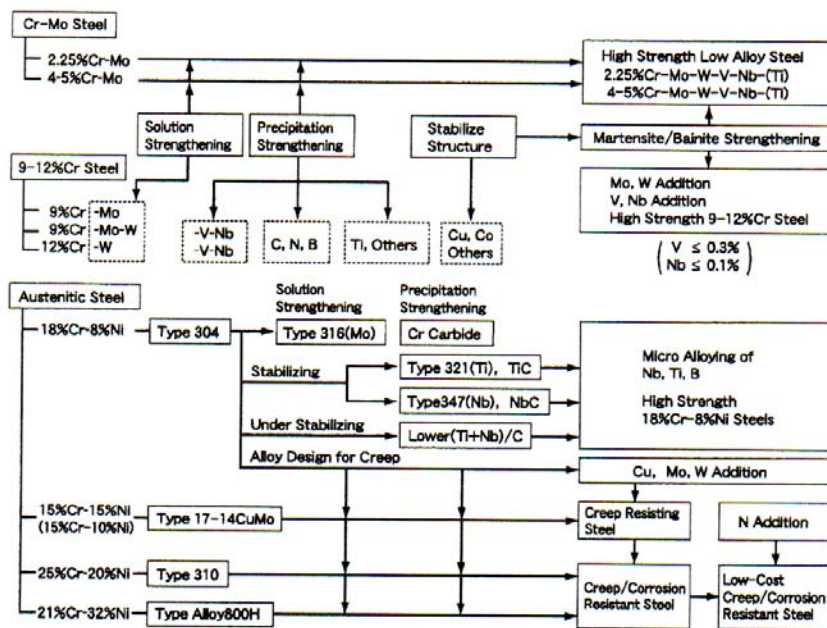 Cr-Mo Steel
2.25%Cr-Mo
4-5%Cr-Mo
High Strength Low Alloy Steel
2.25%Cr-Mo-W-V-Nb-(Ti)
4-5%Cr-Mo-W-V-Nb-(Ti)
Solution
Strengthening
Precipitation
Strengthening
Stabilize
Structure
Martensite/Bainite Strengthening
9-12%Cr Steel
9%Cr -Mo
9%Cr -Mo-W
12%Cr -W
-V-Nb
-V-Nb
C, N, B
Ti, Others
Cu, Co
Others
Mo, W Addition
V, Nb Addition
High Strength 9-12%Cr Steel
( V ≤ 0.3%
Nb ≤ 0.1% )
Austenitic Steel
Solution
Strengthening
Precipitation
Strengthening
18%Cr-8%Ni
Type 304
Type 316(Mo)
Cr Carbide
Stabilizing
Type 321(Ti), TiC
Type347(Nb), NbC
Under Stabilizing
Lower(Ti+Nb)/C
Micro Alloying of
Nb, Ti, B
High Strength
18%Cr-8%Ni Steels
Alloy Design for Creep
Cu, Mo, W Addition
15%Cr-15%Ni
(15%Cr-10%Ni)
Type 17-14CuMo
Creep Resisting
Steel
N Addition
25%Cr-20%Ni
Type 310
Creep/Corrosion
Resistant Steel
Low-Cost
Creep/Corrosion
Resistant Steel
21%Cr-32%Ni
Type Alloy800H